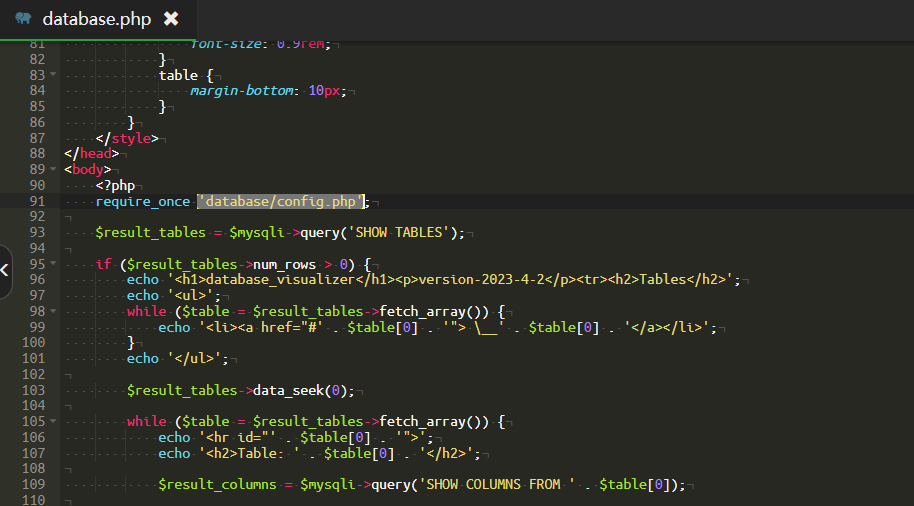 database.php
81 font-size: 0.9rem;
82 }
83 table {
84 margin-bottom: 10px;
85 }
86 }
87 </style>
88 </head>
89 <body>
90 <?php
91 require_once 'database/config.php';
92
93 $result_tables = $mysqli->query('SHOW TABLES');
94
95 if ($result_tables->num_rows > 0) {
96 echo '<h1>database_visualizer</h1><p>version-2023-4-2</p><tr><h2>Tables</h2>';
97 echo '<ul>';
98 while ($table = $result_tables->fetch_array()) {
99 echo '<li><a href="#' . $table[0] . '"> \__' . $table[0] . '</a></li>';
100 }
101 echo '</ul>';
102
103 $result_tables->data_seek(0);
104
105 while ($table = $result_tables->fetch_array()) {
106 echo '<hr id="' . $table[0] . '">';
107 echo '<h2>Table: ' . $table[0] . '</h2>';
108
109 $result_columns = $mysqli->query('SHOW COLUMNS FROM ' . $table[0]);
110